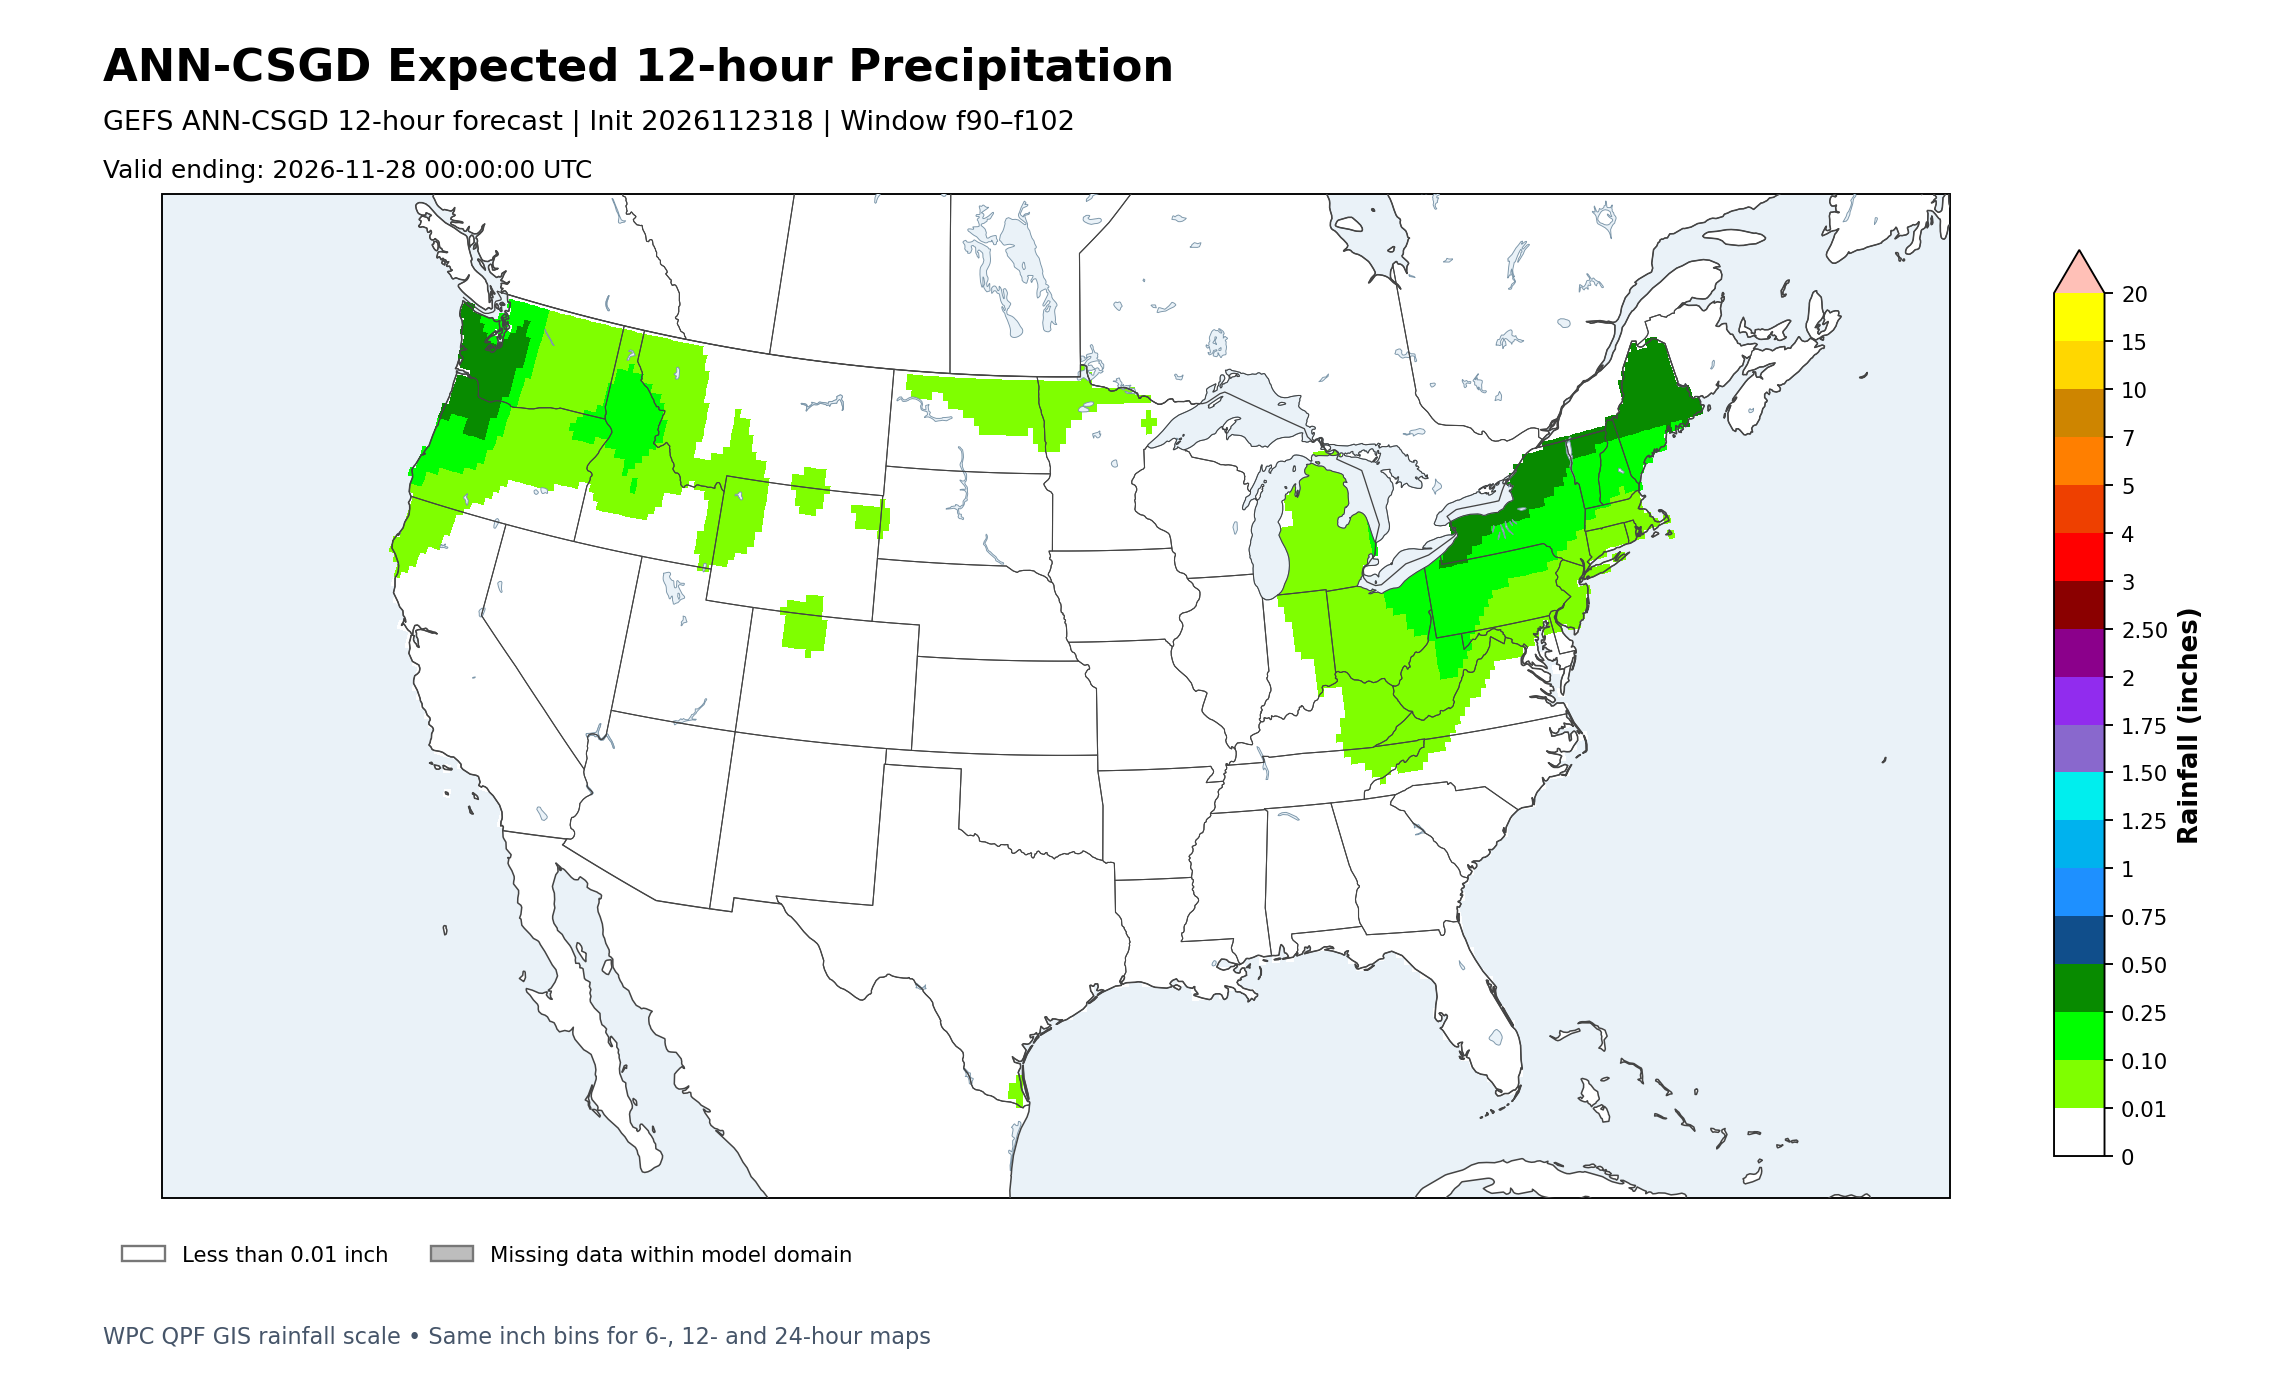 ANN-CSGD Expected 12-hour Precipitation
GEFS ANN-CSGD 12-hour forecast | Init 2026112318 | Window f90–f102
Valid ending: 2026-11-28 00:00:00 UTC
20
15
10
7
5
4
3
2.50
2
1.75
1.50
1.25
1
0.75
0.50
0.25
0.10
0.01
0
Rainfall (inches)
Less than 0.01 inch
Missing data within model domain
WPC QPF GIS rainfall scale • Same inch bins for 6-, 12- and 24-hour maps